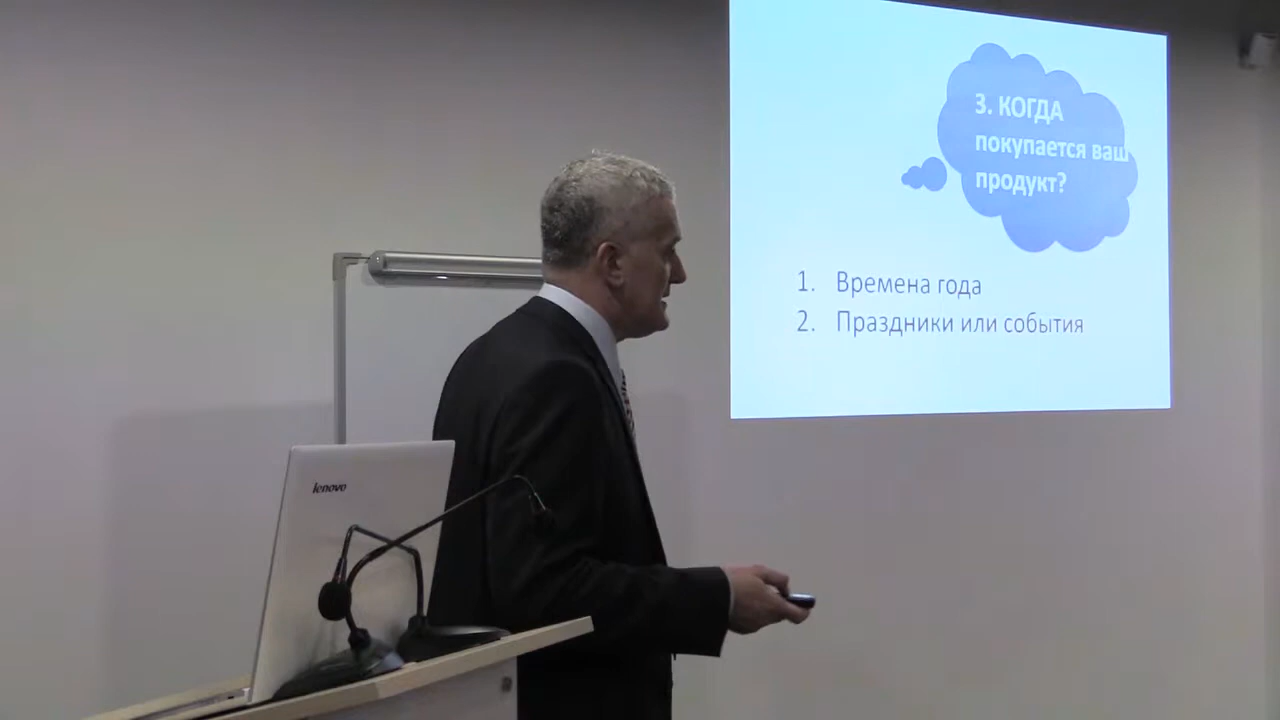 3. КОГДА
покупается ваш
продукт?
1. Времена года
2. Праздники или события
lenovo